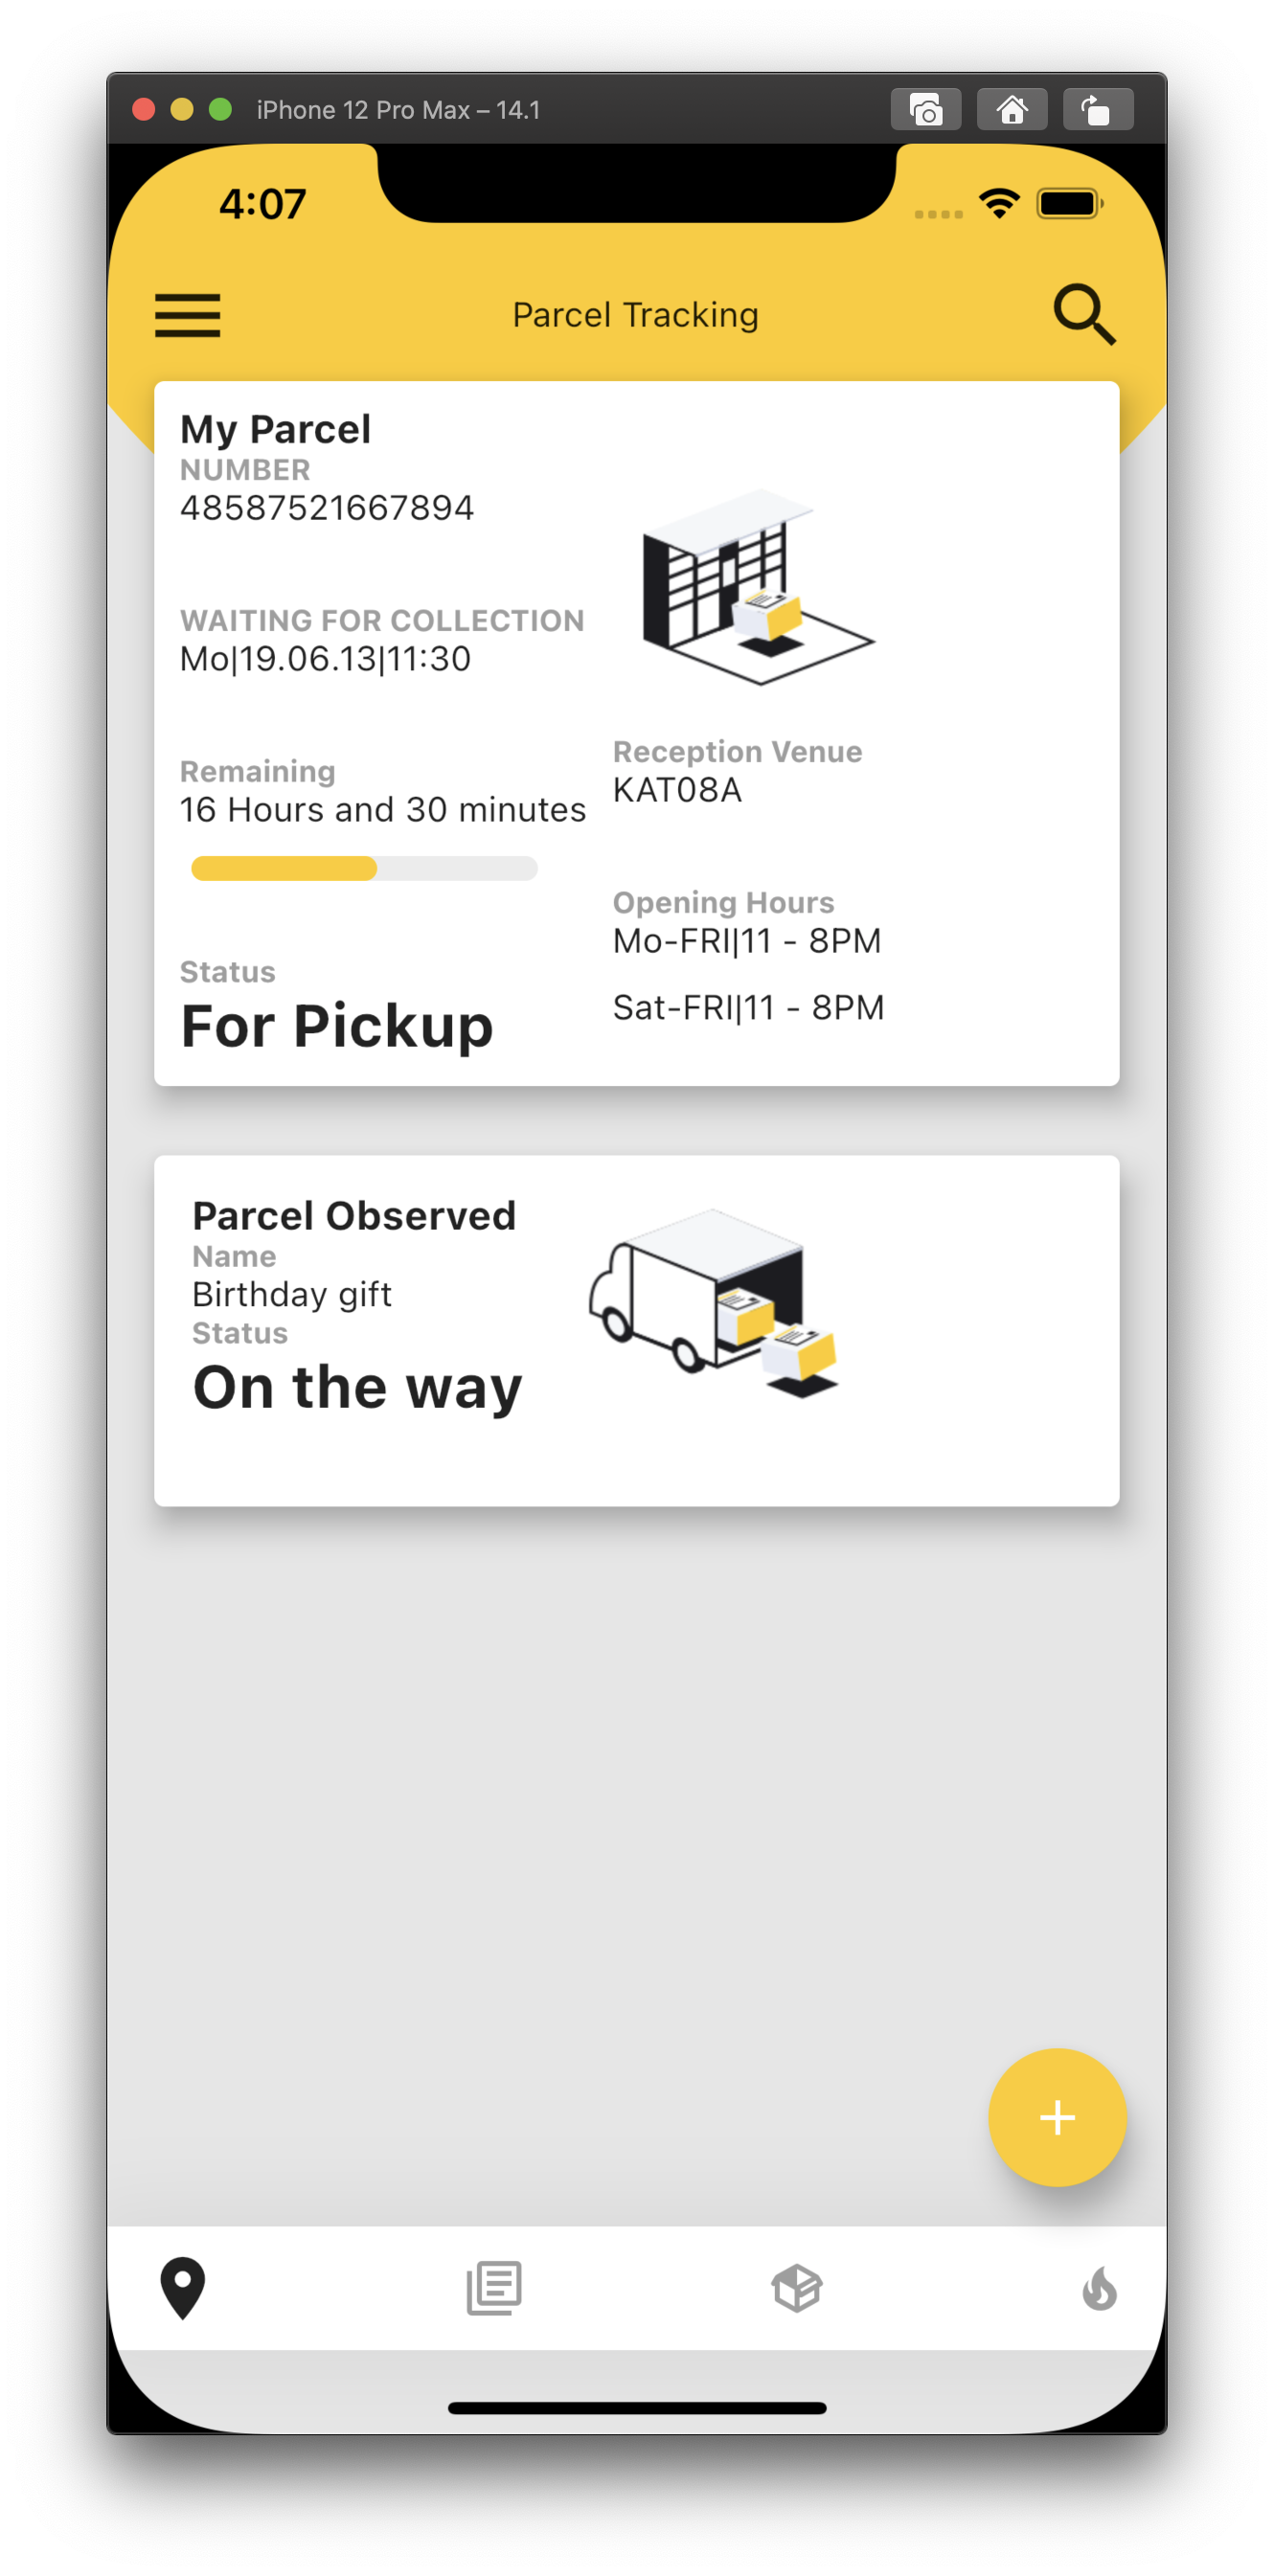 iPhone 12 Pro Max – 14.1
4:07
Parcel Tracking
My Parcel
NUMBER
48587521667894
WAITING FOR COLLECTION
Mo|19.06.13|11:30
Remaining
16 Hours and 30 minutes
Status
For Pickup
Reception Venue
KAT08A
Opening Hours
Mo-FRI|11 - 8PM
Sat-FRI|11 - 8PM
Parcel Observed
Name
Birthday gift
Status
On the way